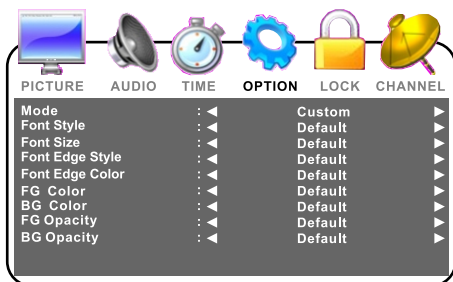 PICTURE AUDIO TIME OPTION LOCK CHANNEL
Mode : ◀ Custom ▶
Font Style : ◀ Default ▶
Font Size : ◀ Default ▶
Font Edge Style : ◀ Default ▶
Font Edge Color : ◀ Default ▶
FG Color : ◀ Default ▶
BG Color : ◀ Default ▶
FG Opacity : ◀ Default ▶
BG Opacity : ◀ Default ▶